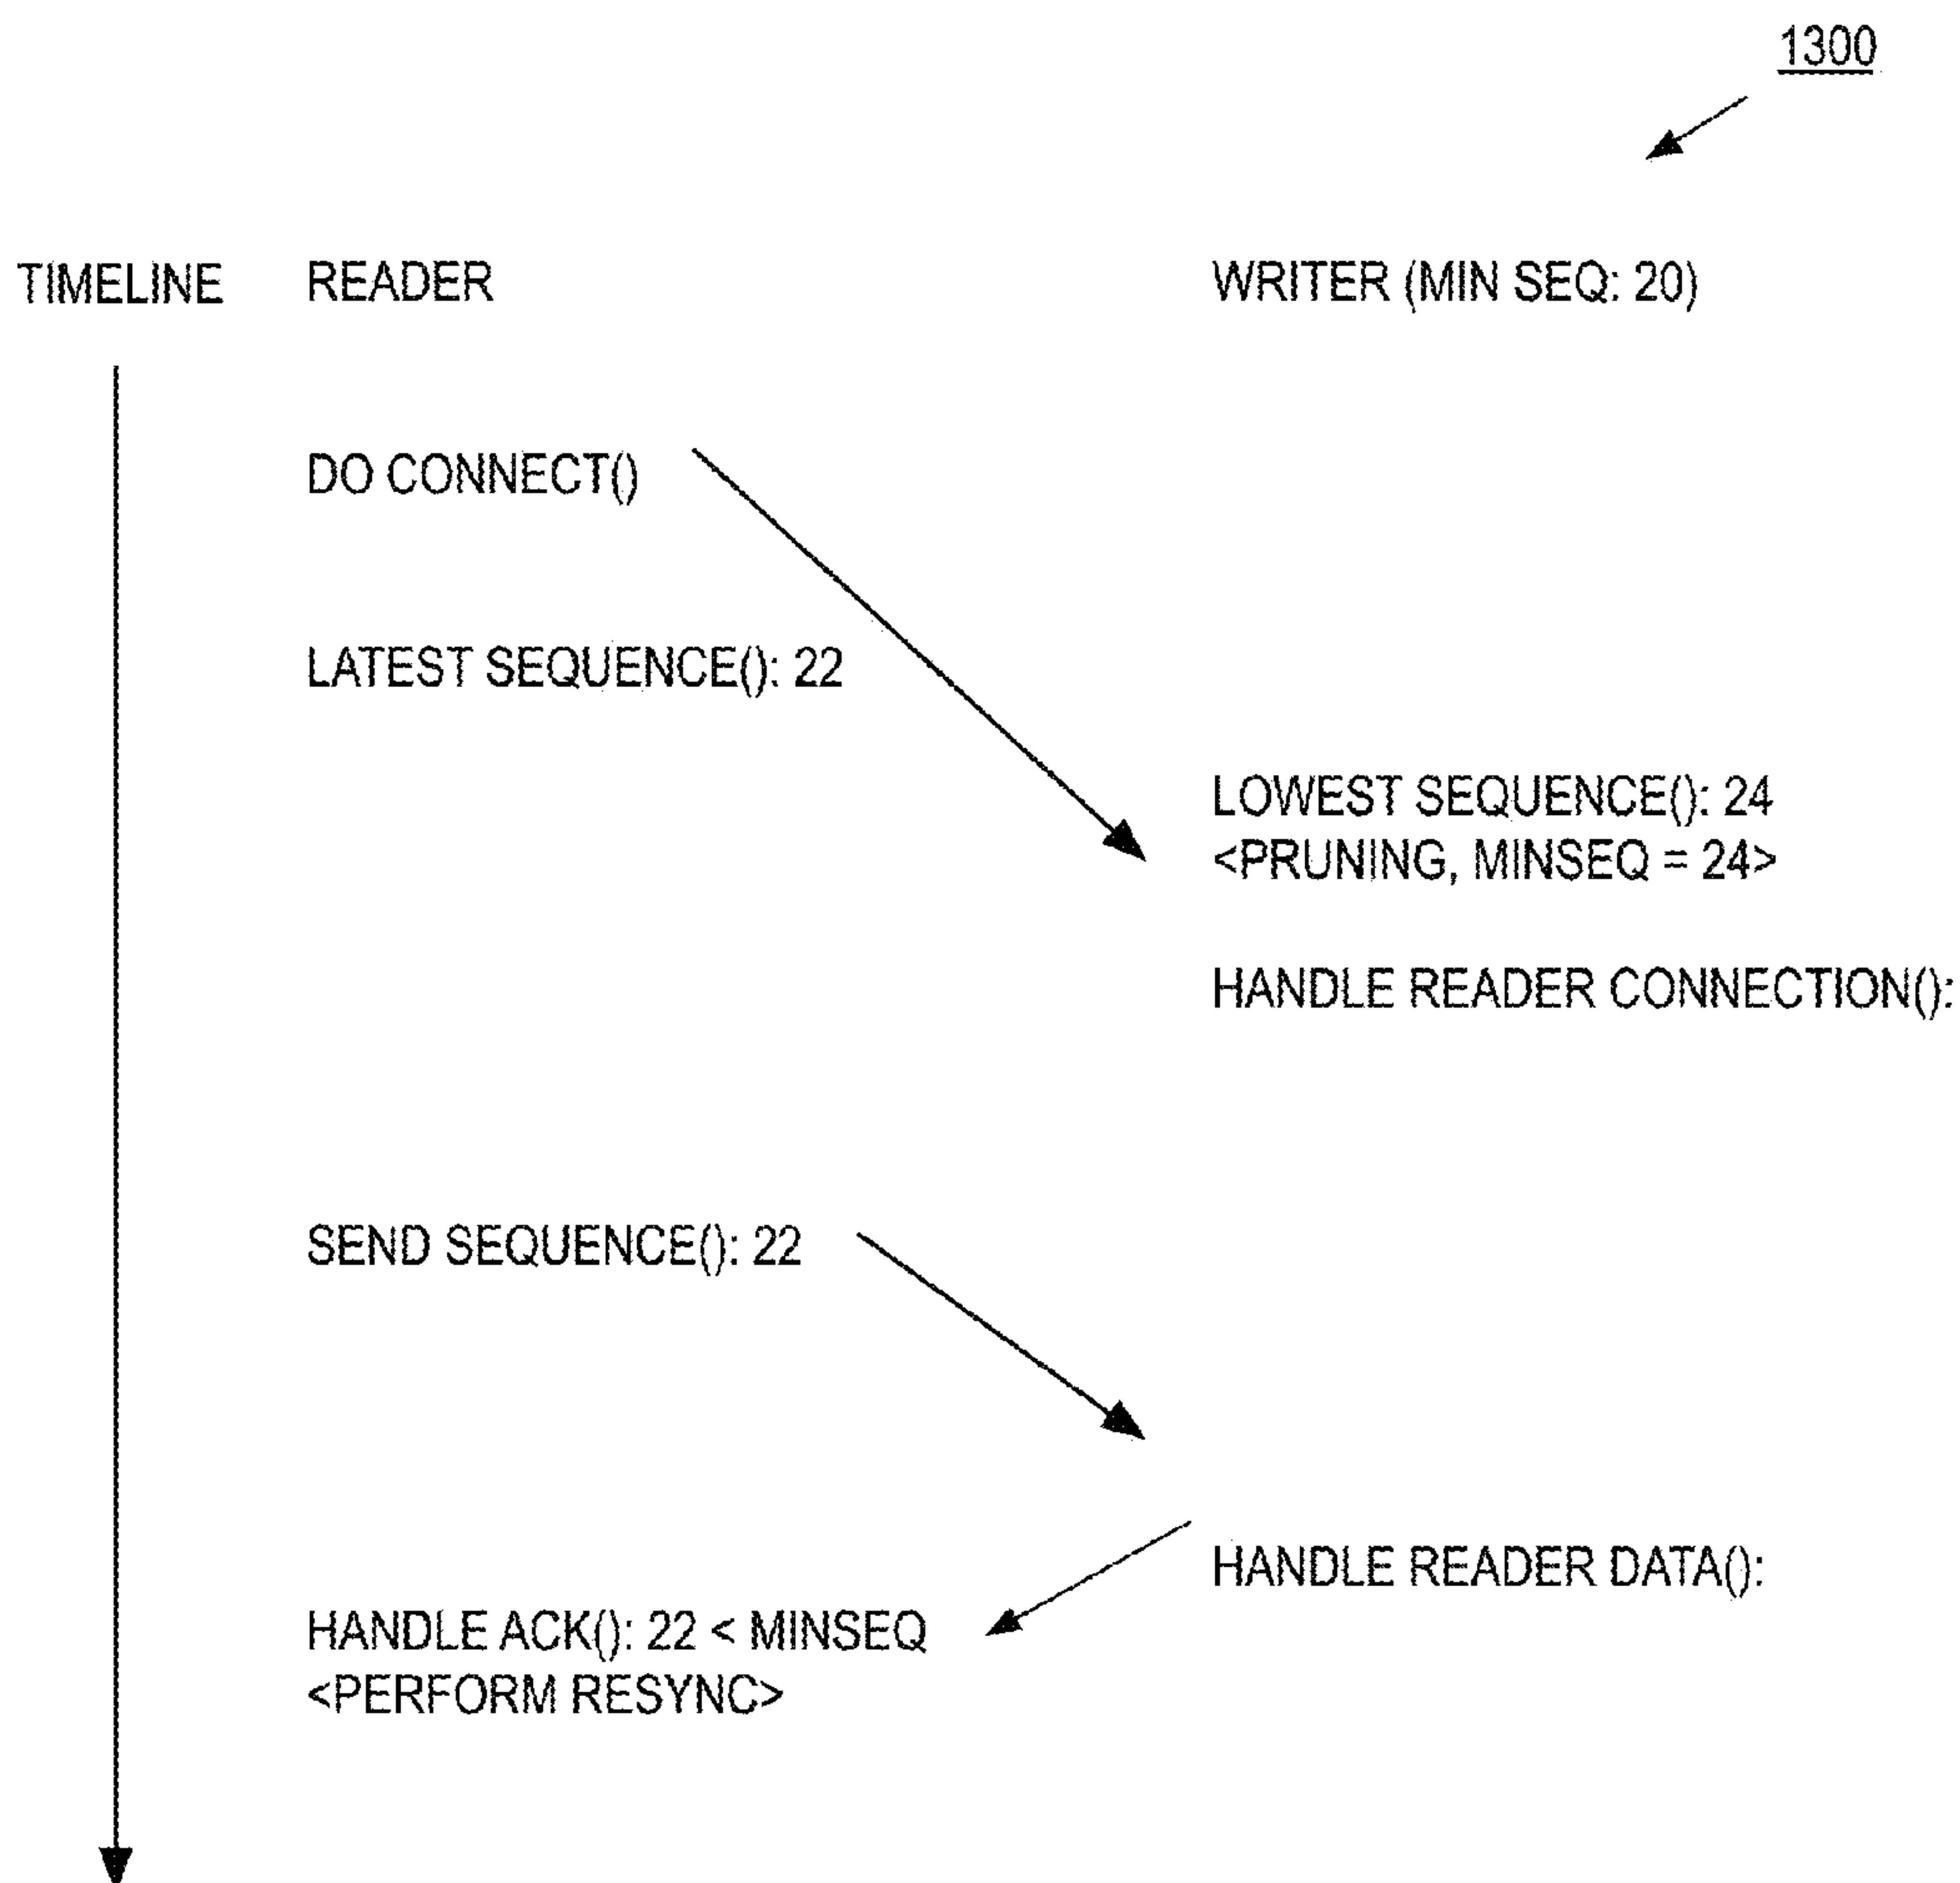 1300
TIMELINE READER WRITER (MIN SEQ: 20)
DO CONNECT()
LATEST SEQUENCE(): 22
LOWEST SEQUENCE(): 24
<PRUNING, MINSEQ = 24>
HANDLE READER CONNECTION():
SEND SEQUENCE(): 22
HANDLE READER DATA():
HANDLE ACK(): 22 < MINSEQ
<PERFORM RESYNC>